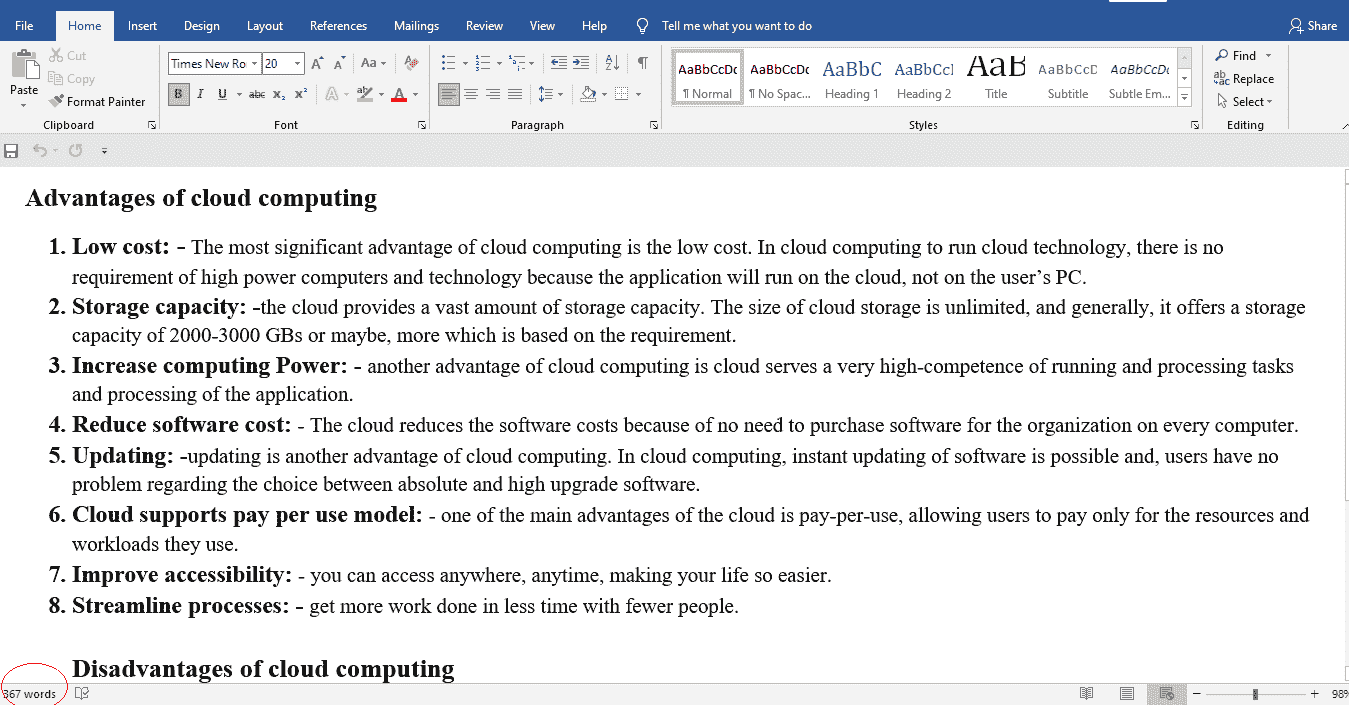 File Home Insert Design Layout References Mailings Review View Help Tell me what you want to do Share
Cut
Copy
Format Painter
Paste
Clipboard
Times New Ro 20 Aa
B I U abc x₂ x² A ab A
Font
Paragraph
AaBbCcDc AaBbCcDc AaBbC AaBbCcI AaB AaBbCcD AaBbCcDc
¶ Normal ¶ No Spac... Heading 1 Heading 2 Title Subtitle Subtle Em...
Styles
Find
Replace
Select
Editing
Advantages of cloud computing
1. Low cost: - The most significant advantage of cloud computing is the low cost. In cloud computing to run cloud technology, there is no
requirement of high power computers and technology because the application will run on the cloud, not on the user’s PC.
2. Storage capacity: -the cloud provides a vast amount of storage capacity. The size of cloud storage is unlimited, and generally, it offers a storage
capacity of 2000-3000 GBs or maybe, more which is based on the requirement.
3. Increase computing Power: - another advantage of cloud computing is cloud serves a very high-competence of running and processing tasks
and processing of the application.
4. Reduce software cost: - The cloud reduces the software costs because of no need to purchase software for the organization on every computer.
5. Updating: -updating is another advantage of cloud computing. In cloud computing, instant updating of software is possible and, users have no
problem regarding the choice between absolute and high upgrade software.
6. Cloud supports pay per use model: - one of the main advantages of the cloud is pay-per-use, allowing users to pay only for the resources and
workloads they use.
7. Improve accessibility: - you can access anywhere, anytime, making your life so easier.
8. Streamline processes: - get more work done in less time with fewer people.
Disadvantages of cloud computing
367 words
98%